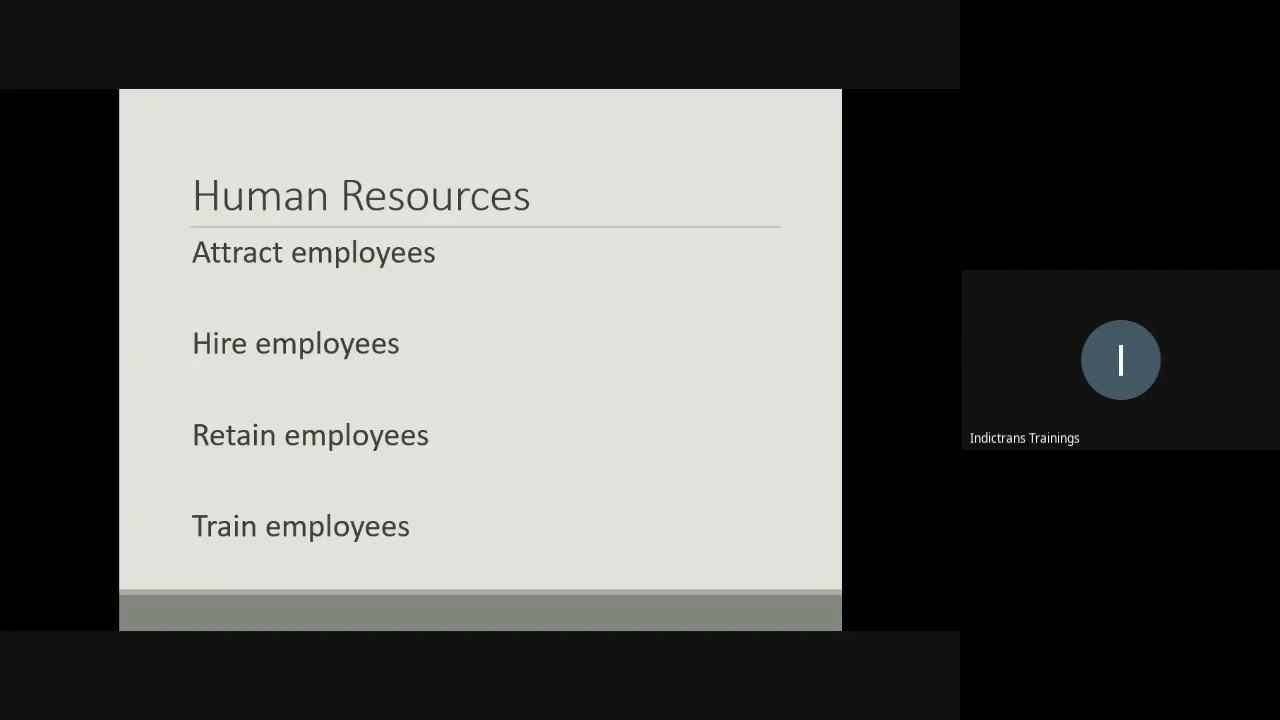 Human Resources
Attract employees
Hire employees
Retain employees
Train employees
I
Indictrans Trainings